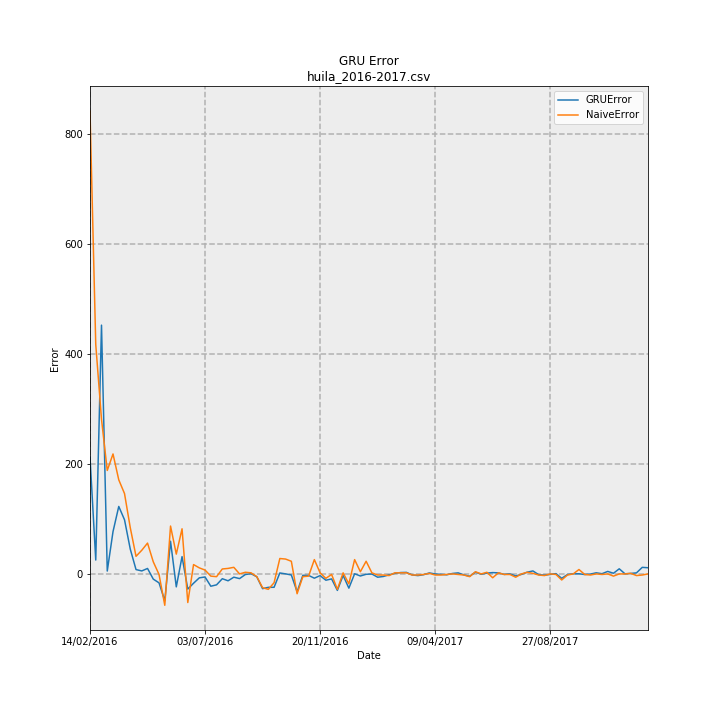 GRU Error
huila_2016-2017.csv
GRUError
NaiveError
800
600
400
200
0
Error
14/02/2016
03/07/2016
20/11/2016
09/04/2017
27/08/2017
Date